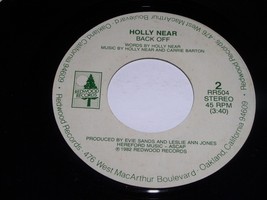 HOLLY NEAR
BACK OFF
WORDS BY HOLLY NEAR
MUSIC BY HOLLY NEAR AND CARRIE BARTON
REDWOOD
RECORDS
2
RR504
STEREO
45 RPM
(3:40)
PRODUCED BY EVIE SANDS AND LESLIE ANN JONES
HEREFORD MUSIC – ASCAP
© 1982 REDWOOD RECORDS
Redwood Records, 476 West MacArthur Boulevard • Oakland, California 94609